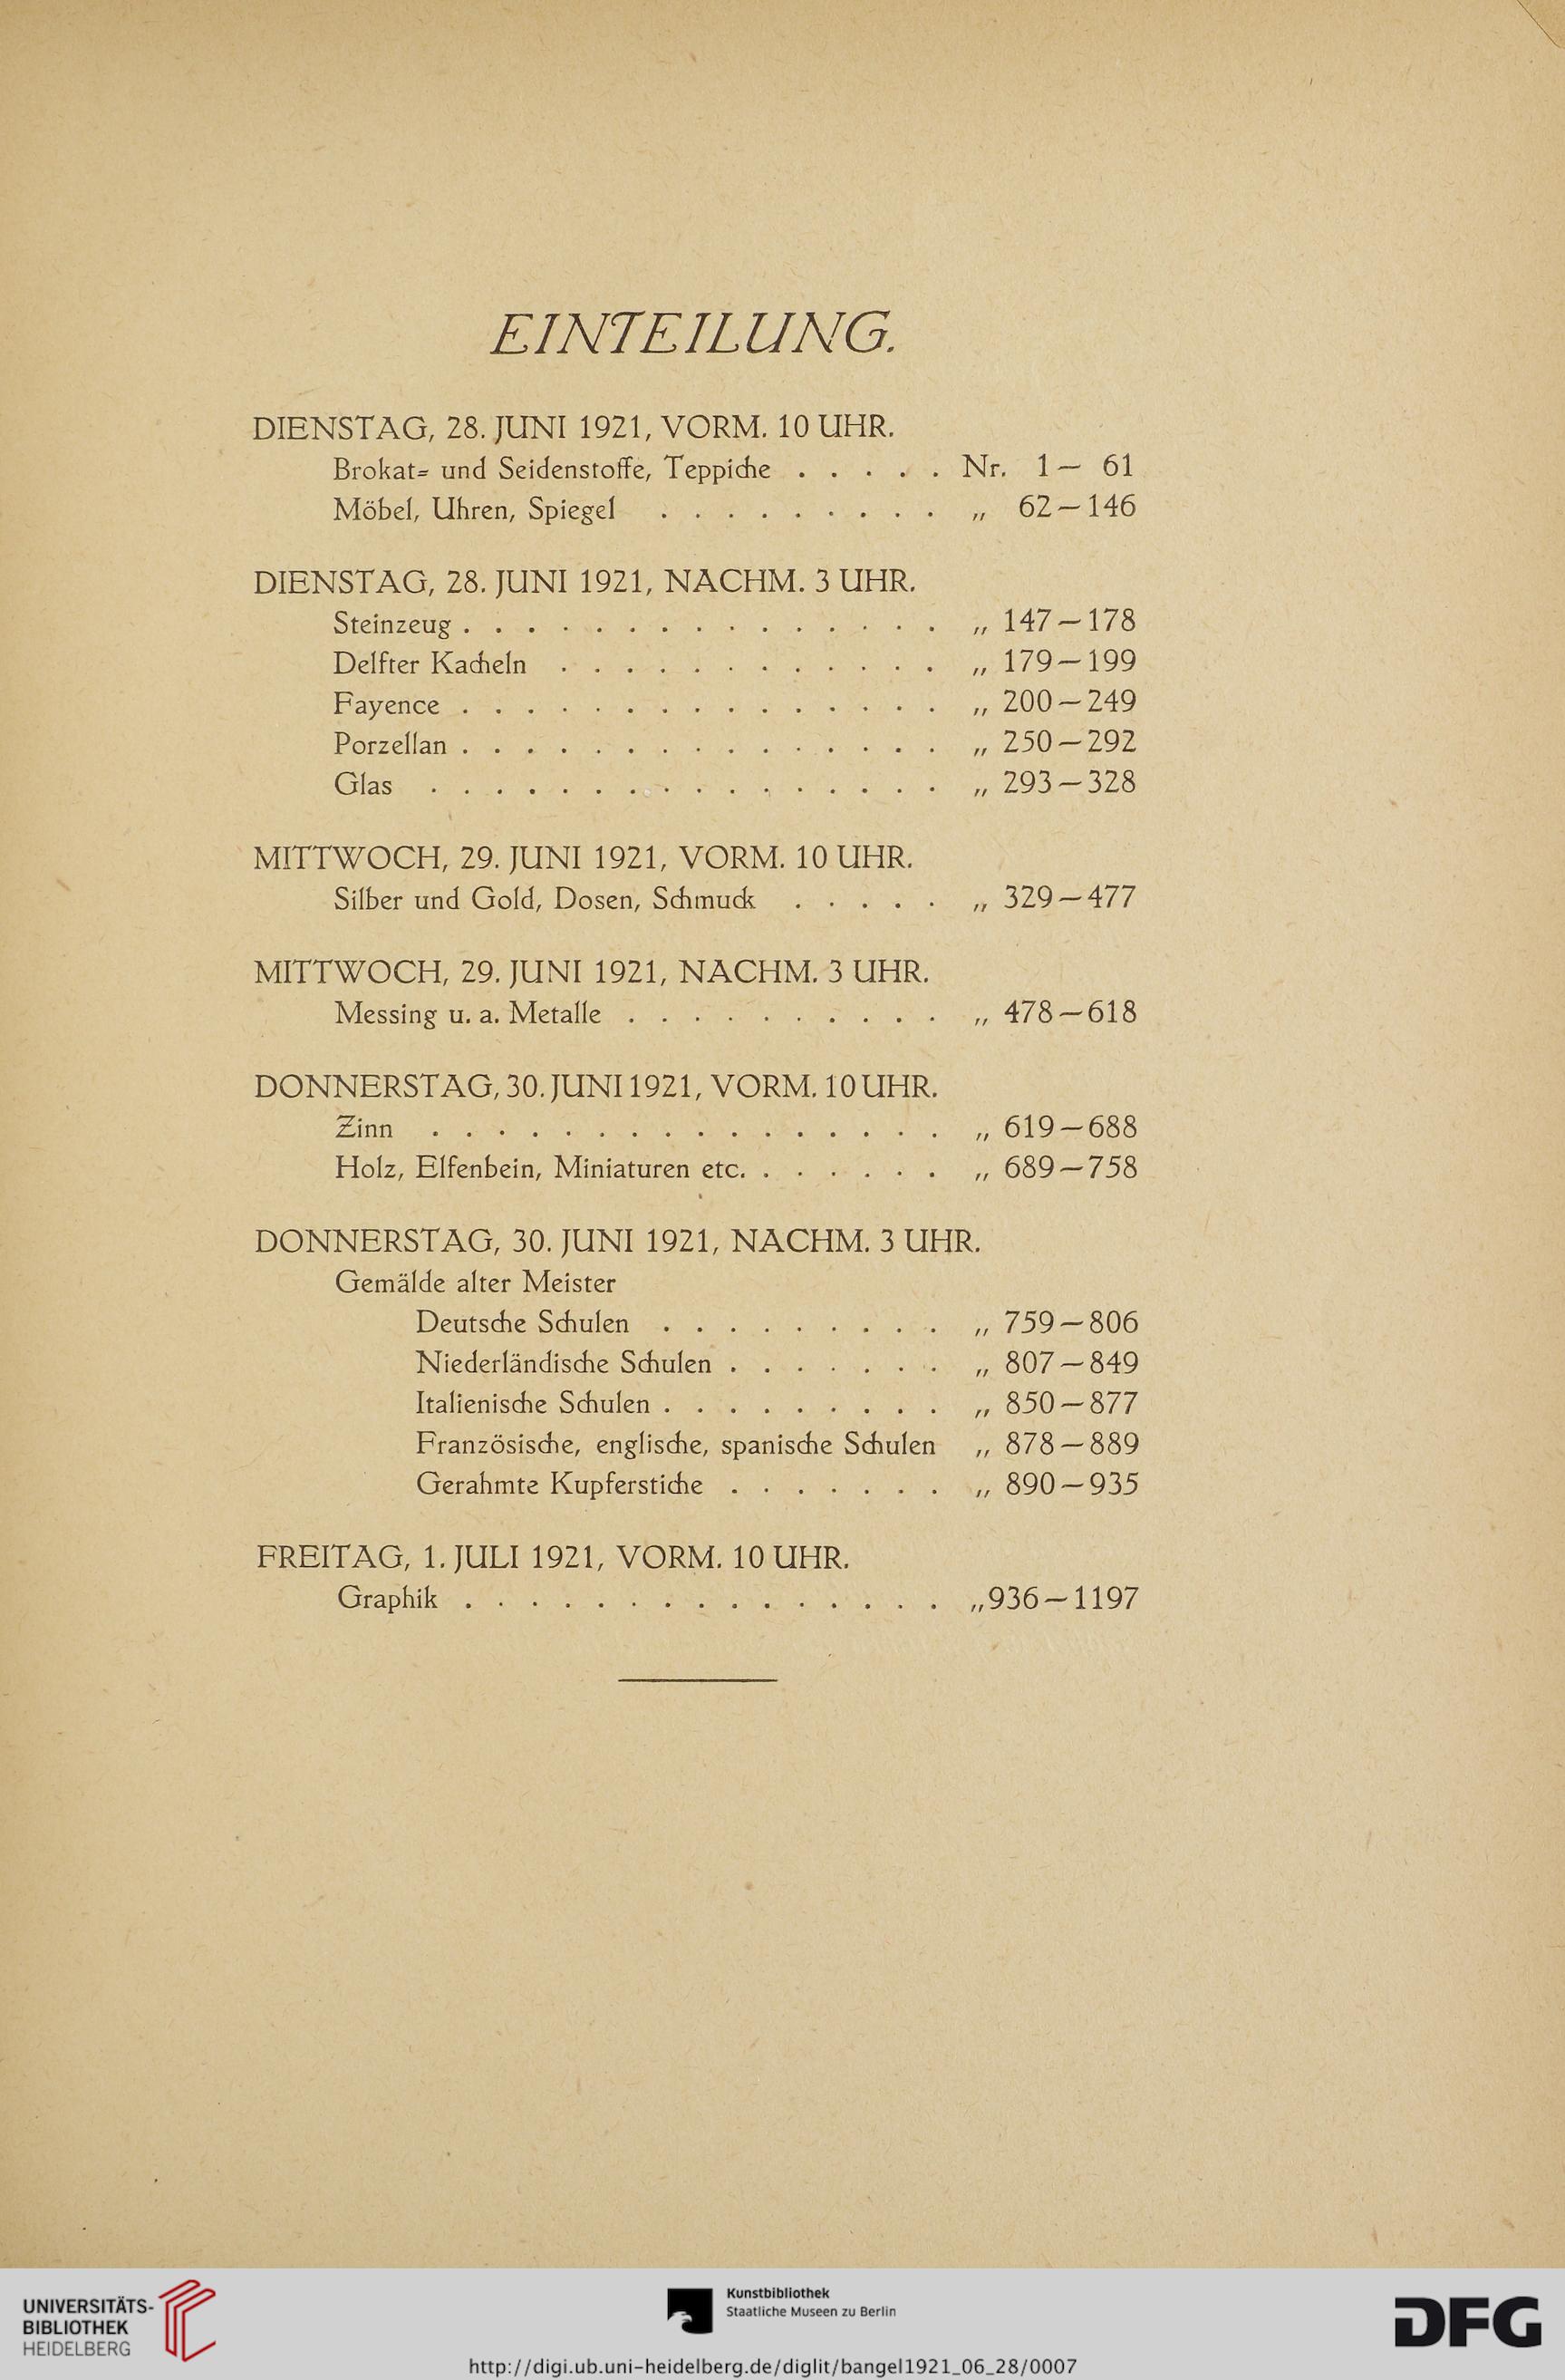 EINTEILUNG.
DIENSTAG, 28. JUNI 1921, VORM. 10 UHR.
Brokat- und Seidenstoffe, Teppiche . . . . . Nr. 1— 61
Möbel, Uhren, Spiegel . . . . . . . . . „ 62—146
DIENSTAG, 28. JUNI 1921, NACHM. 3 UHR.
Steinzeug . . . . . . . . . . . . . . . „ 147—178
Delfter Kacheln . . . . . . . . . . . . „ 179—199
Fayence . . . . . . . . . . . . . . . „ 200—249
Porzellan . . . . . . . . . . . . . . . „ 250—292
Glas . . . . . . . . . . . . . . . . „ 293—328
MITTWOCH, 29. JUNI 1921, VORM. 10 UHR.
Silber und Gold, Dosen, Schmuck . . . . . „ 329—477
MITTWOCH, 29. JUNI 1921, NACHM. 3 UHR.
Messing u. a. Metalle . . . . . . . . . . „ 478—618
DONNERSTAG, 30. JUNI 1921, VORM. 10 UHR.
Zinn . . . . . . . . . . . . . . . . „ 619—688
Holz, Elfenbein, Miniaturen etc. . . . . . . „ 689—758
DONNERSTAG, 30. JUNI 1921, NACHM. 3 UHR.
Gemälde alter Meister
Deutsche Schulen . . . . . . . . . „ 759—806
Niederländische Schulen . . . . . . . „ 807—849
Italienische Schulen . . . . . . . . . „ 850—877
Französische, englische, spanische Schulen „ 878—889
Gerahmte Kupferstiche . . . . . . . „ 890—935
FREITAG, 1. JULI 1921, VORM. 10 UHR.
Graphik . . . . . . . . . . . . . . . „ 936—1197
UNIVERSITÄTS-
BIBLIOTHEK
HEIDELBERG
Kunstbibliothek
Staatliche Museen zu Berlin
DFG
http://digi.ub.uni-heidelberg.de/diglit/bangel1921_06_28/0007